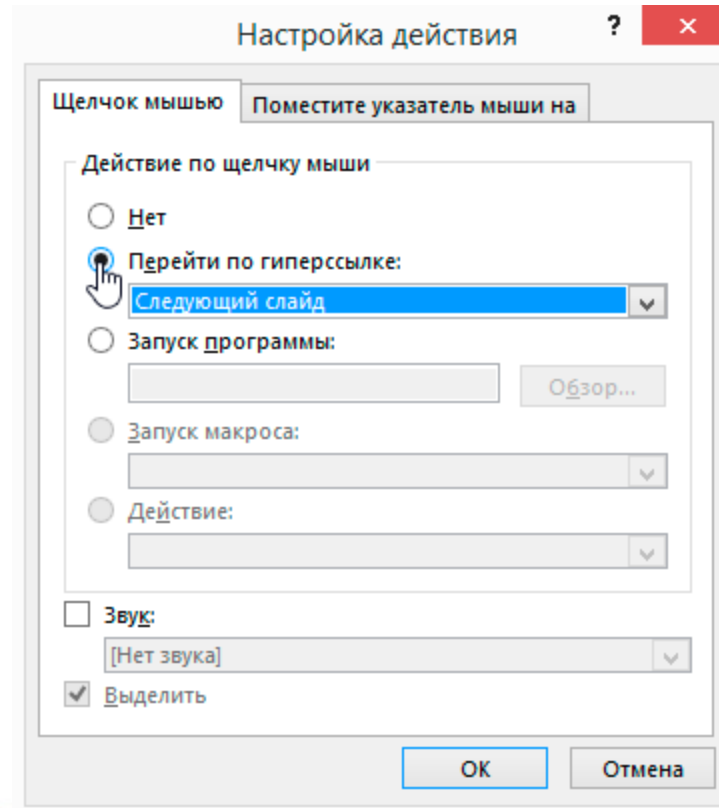 Настройка действия ?
Щелчок мышью Поместите указатель мыши на
Действие по щелчку мыши
Нет
Перейти по гиперссылке:
Следующий слайд
Запуск программы:
Обзор...
Запуск макроса:
Действие:
Звук:
[Нет звука]
Выделить
ОК Отмена